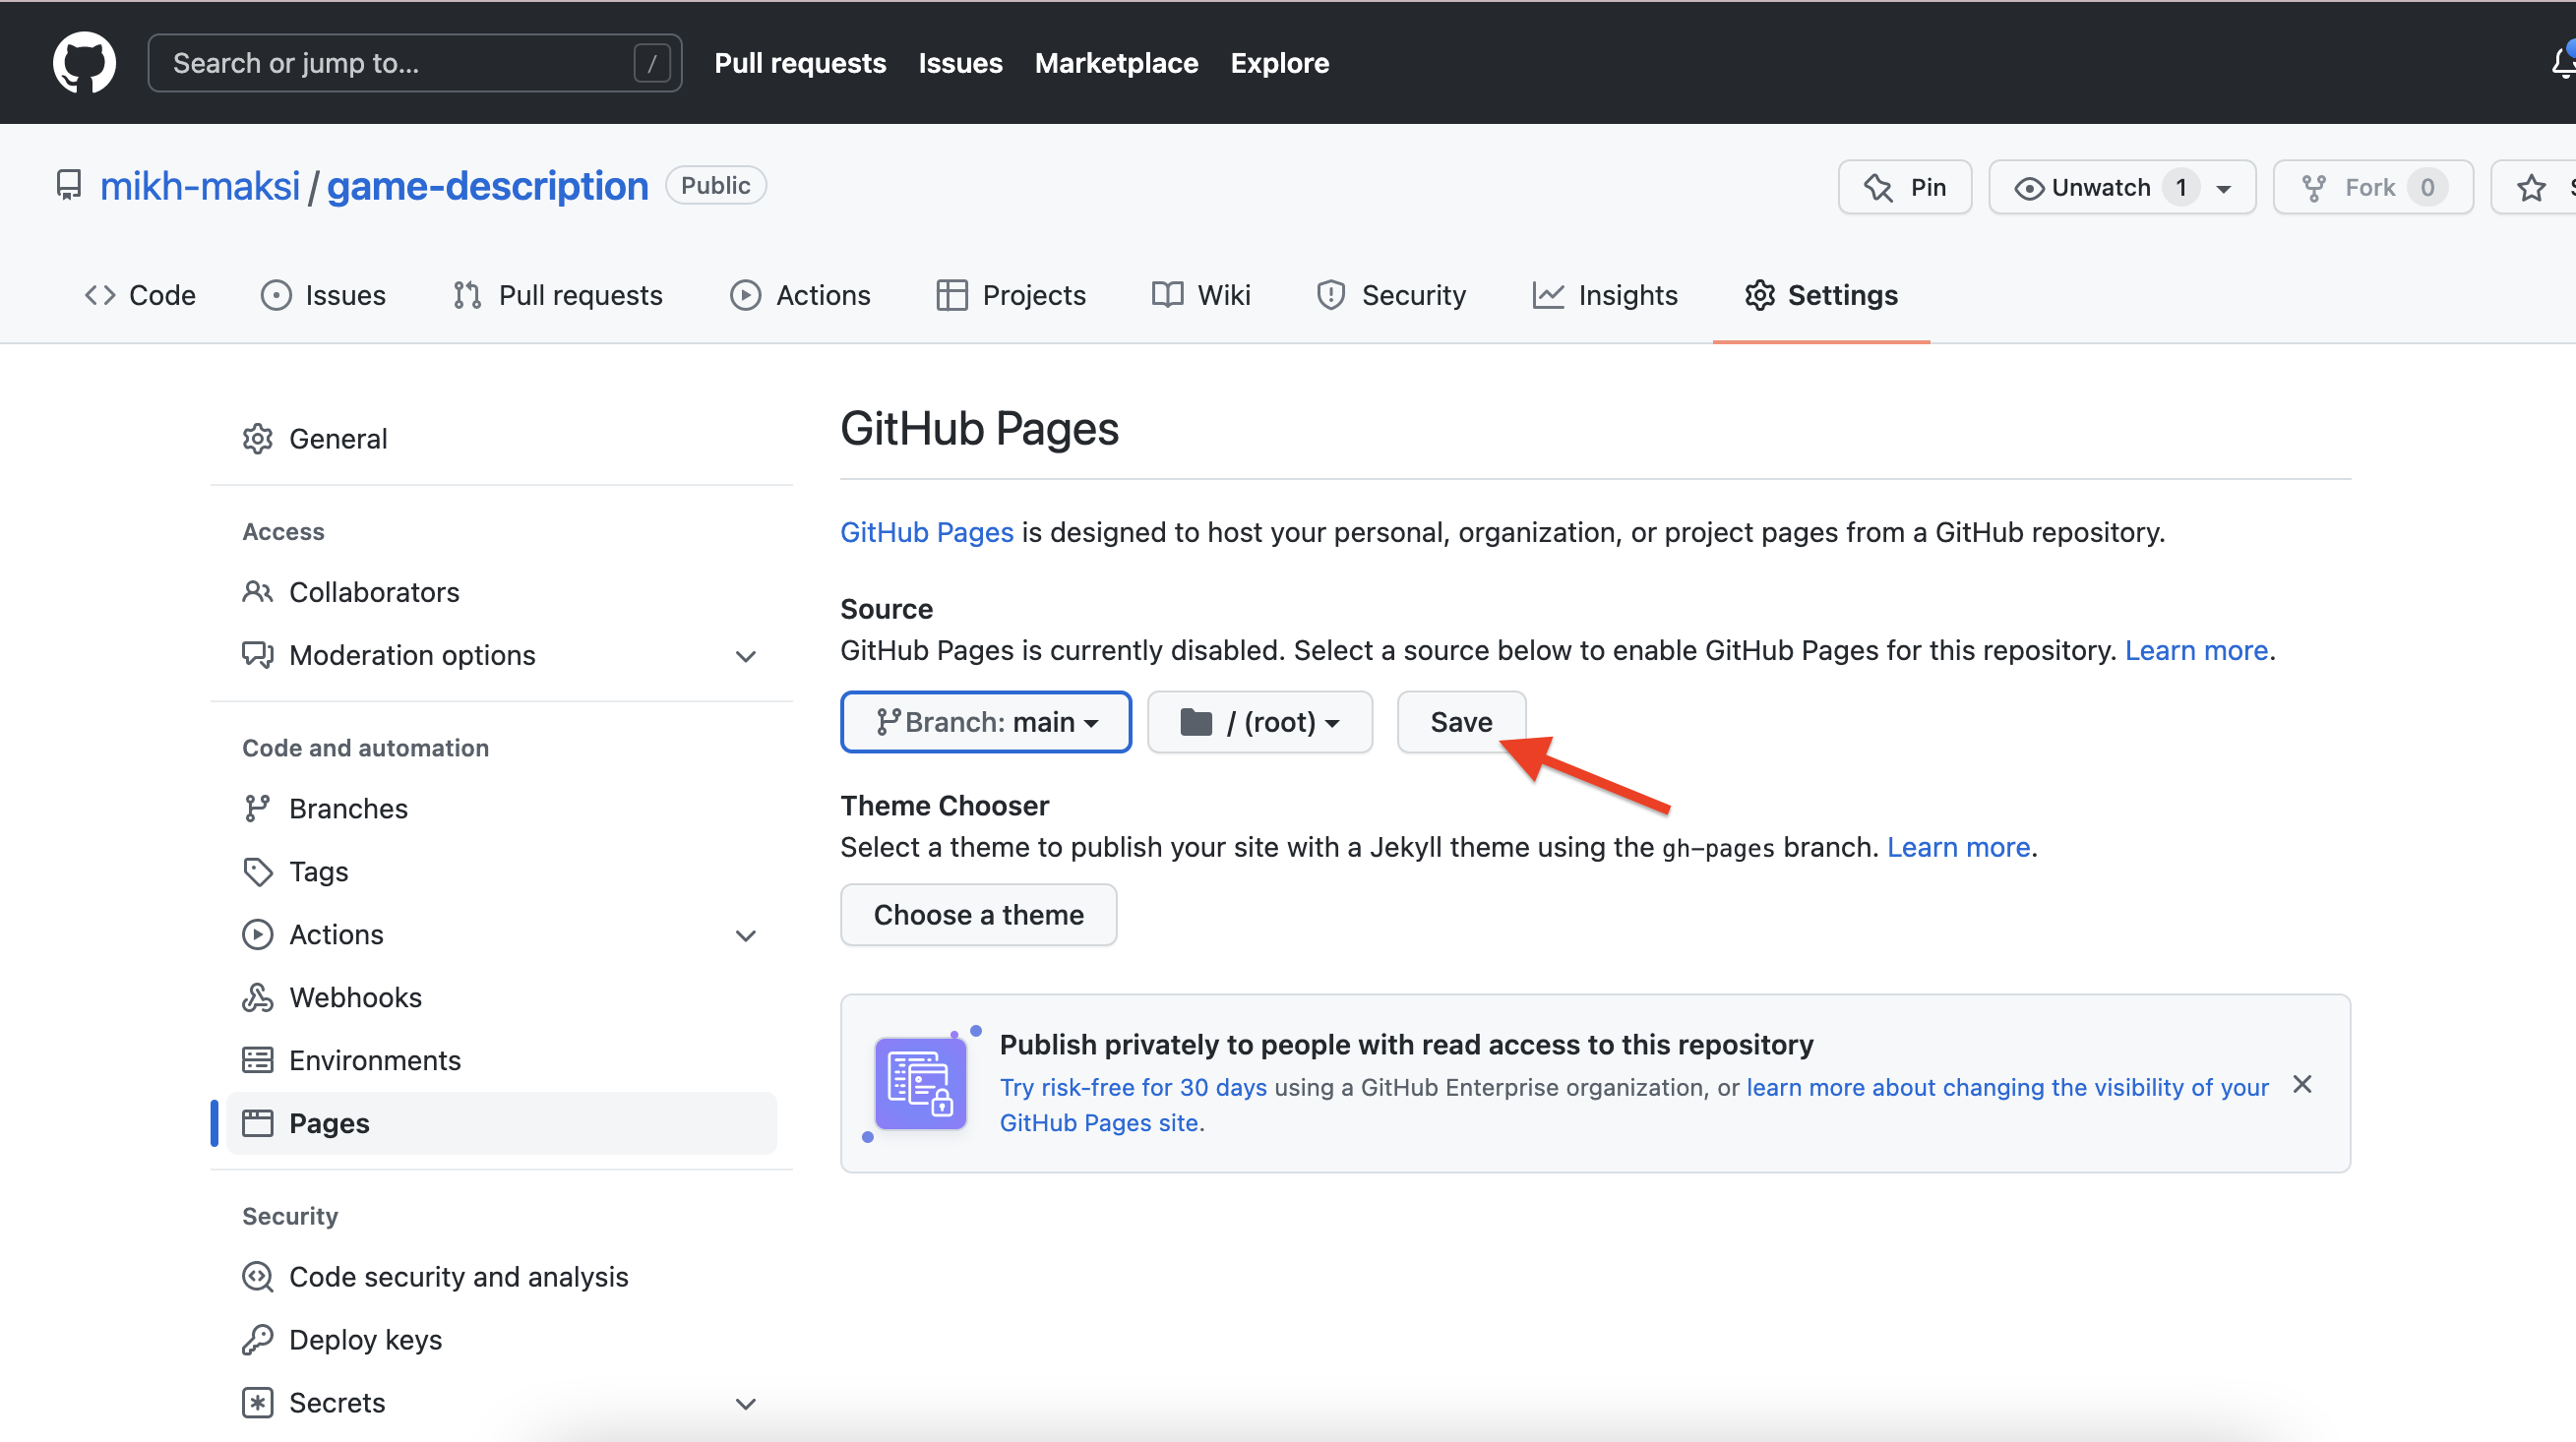 Search or jump to... / Pull requests Issues Marketplace Explore
mikh-maksi / game-description Public Pin Unwatch 1 Fork 0
Code Issues Pull requests Actions Projects Wiki Security Insights Settings
General
Access
Collaborators
Moderation options
Code and automation
Branches
Tags
Actions
Webhooks
Environments
Pages
Security
Code security and analysis
Deploy keys
Secrets
GitHub Pages
GitHub Pages is designed to host your personal, organization, or project pages from a GitHub repository.
Source
GitHub Pages is currently disabled. Select a source below to enable GitHub Pages for this repository. Learn more.
Branch: main / (root) Save
Theme Chooser
Select a theme to publish your site with a Jekyll theme using the gh-pages branch. Learn more.
Choose a theme
Publish privately to people with read access to this repository
Try risk-free for 30 days using a GitHub Enterprise organization, or learn more about changing the visibility of your
GitHub Pages site.